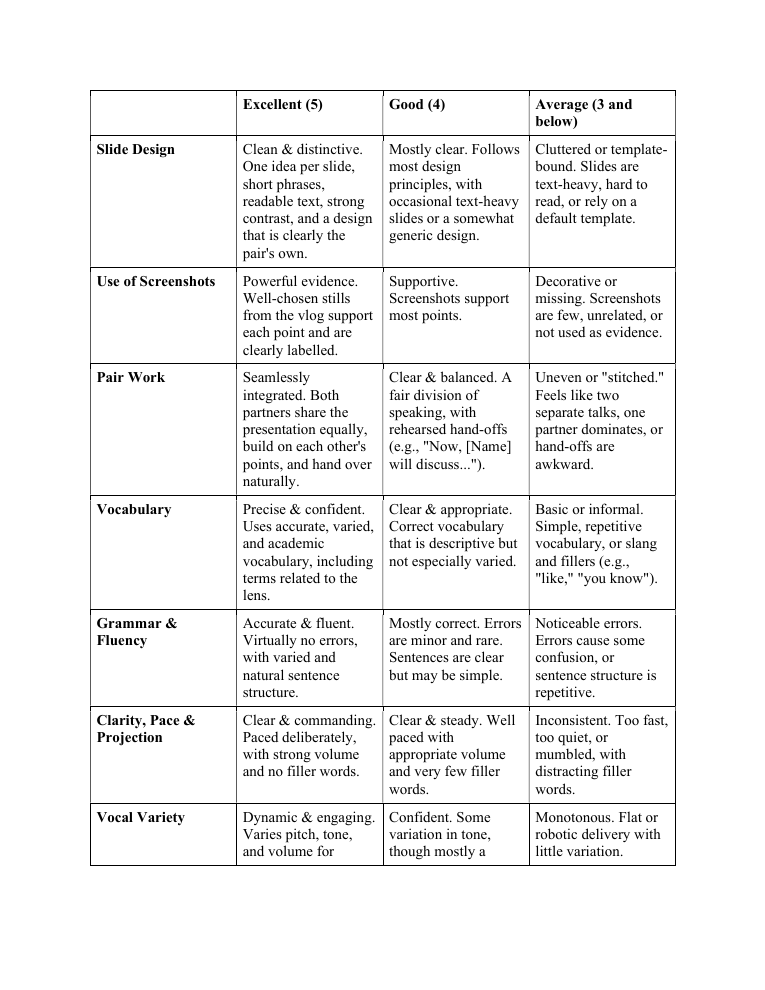 Excellent (5)
Good (4)
Average (3 and
below)
Slide Design
Clean & distinctive.
One idea per slide,
short phrases,
readable text, strong
contrast, and a design
that is clearly the
pair's own.
Mostly clear. Follows
most design
principles, with
occasional text-heavy
slides or a somewhat
generic design.
Cluttered or template-
bound. Slides are
text-heavy, hard to
read, or rely on a
default template.
Use of Screenshots
Powerful evidence.
Well-chosen stills
from the vlog support
each point and are
clearly labelled.
Supportive.
Screenshots support
most points.
Decorative or
missing. Screenshots
are few, unrelated, or
not used as evidence.
Pair Work
Seamlessly
integrated. Both
partners share the
presentation equally,
build on each other's
points, and hand over
naturally.
Clear & balanced. A
fair division of
speaking, with
rehearsed hand-offs
(e.g., "Now, [Name]
will discuss...").
Uneven or "stitched."
Feels like two
separate talks, one
partner dominates, or
hand-offs are
awkward.
Vocabulary
Precise & confident.
Uses accurate, varied,
and academic
vocabulary, including
terms related to the
lens.
Clear & appropriate.
Correct vocabulary
that is descriptive but
not especially varied.
Basic or informal.
Simple, repetitive
vocabulary, or slang
and fillers (e.g.,
"like," "you know").
Grammar &
Fluency
Accurate & fluent.
Virtually no errors,
with varied and
natural sentence
structure.
Mostly correct. Errors
are minor and rare.
Sentences are clear
but may be simple.
Noticeable errors.
Errors cause some
confusion, or
sentence structure is
repetitive.
Clarity, Pace &
Projection
Clear & commanding.
Paced deliberately,
with strong volume
and no filler words.
Clear & steady. Well
paced with
appropriate volume
and very few filler
words.
Inconsistent. Too fast,
too quiet, or
mumbled, with
distracting filler
words.
Vocal Variety
Dynamic & engaging.
Varies pitch, tone,
and volume for
Confident. Some
variation in tone,
though mostly a
Monotonous. Flat or
robotic delivery with
little variation.